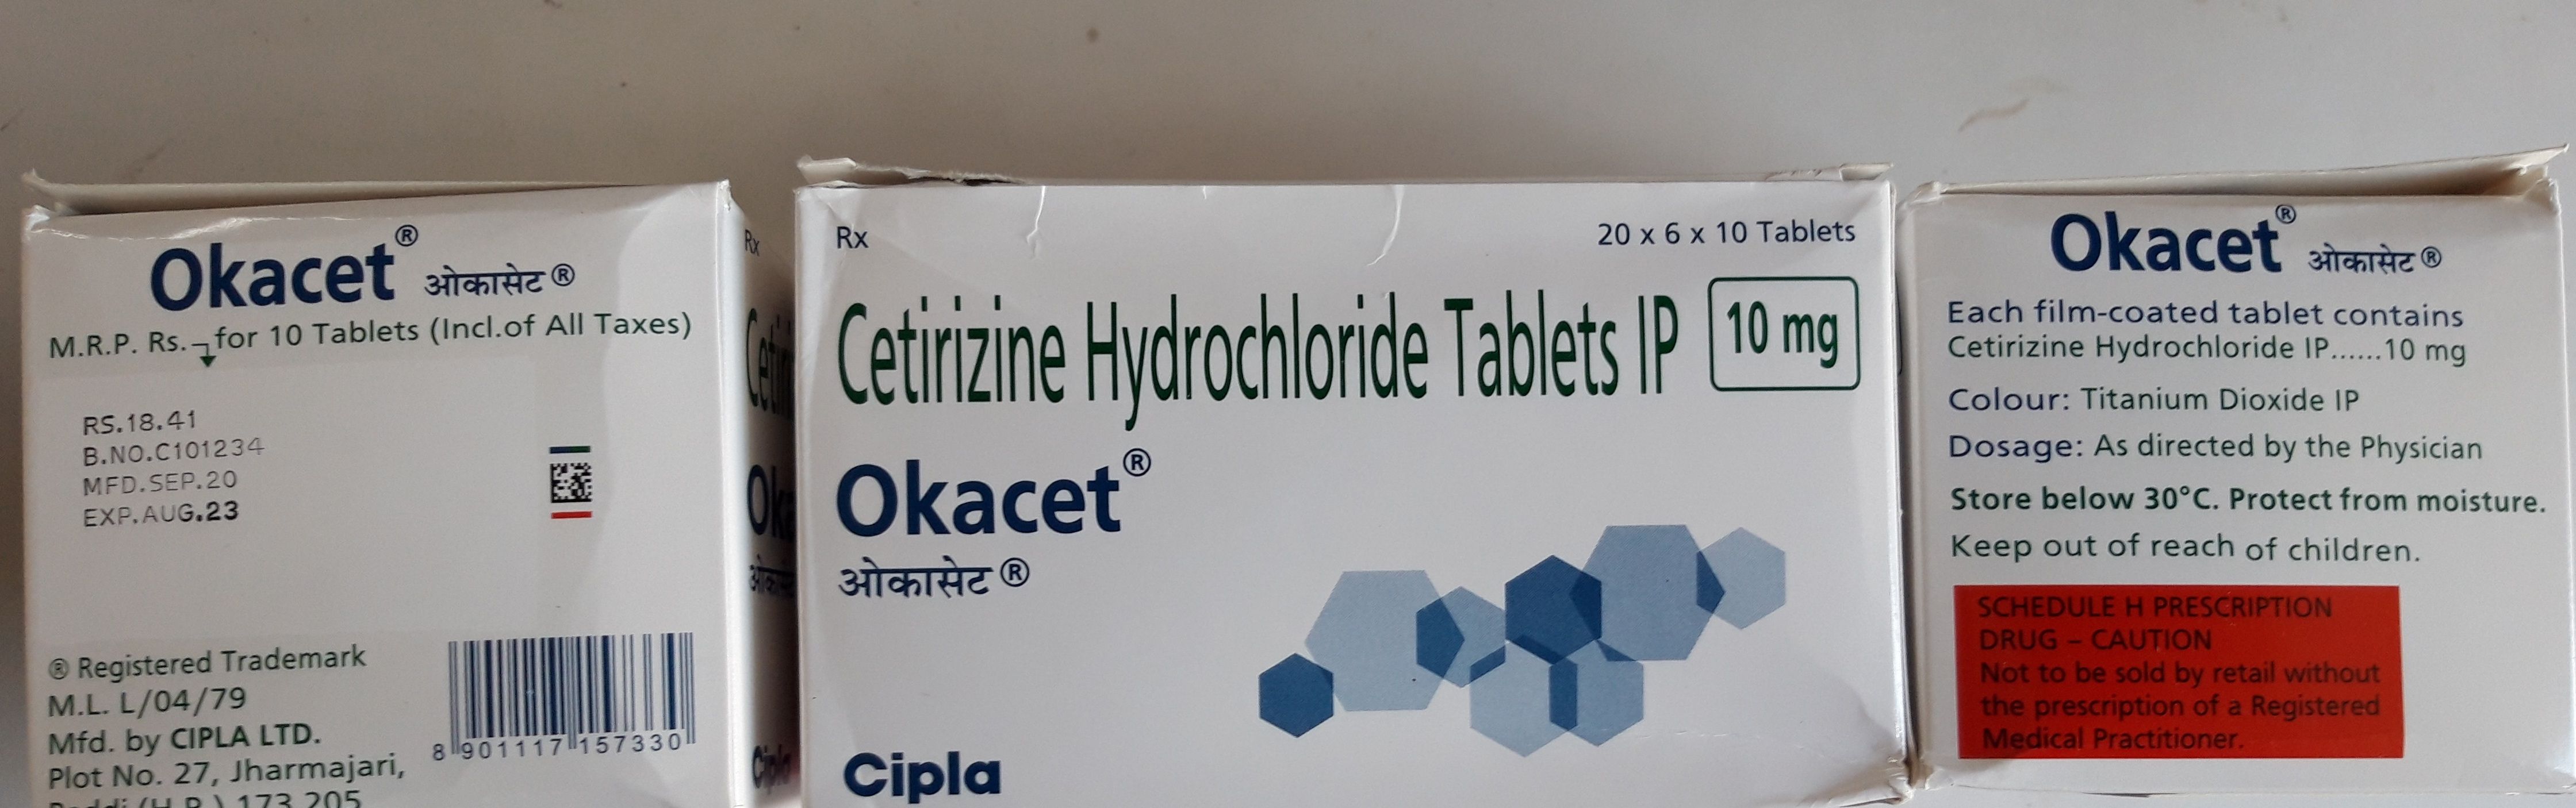 Okacet® ओकासेट®
M.R.P. Rs. for 10 Tablets (Incl.of All Taxes)
RS.18.41
B.NO.C101234
MFD.SEP.20
EXP.AUG.23
® Registered Trademark
M.L. L/04/79
Mfd. by CIPLA LTD.
Plot No. 27, Jharmajari,
Baddi (H.P.) 173 205
8 901117 157330
Rx
Cipla
Rx
20 x 6 x 10 Tablets
Cetirizine Hydrochloride Tablets IP 10 mg
Okacet®
ओकासेट®
Cipla
Okacet® ओकासेट®
Each film-coated tablet contains
Cetirizine Hydrochloride IP......10 mg
Colour: Titanium Dioxide IP
Dosage: As directed by the Physician
Store below 30°C. Protect from moisture.
Keep out of reach of children.
SCHEDULE H PRESCRIPTION
DRUG – CAUTION
Not to be sold by retail without
the prescription of a Registered
Medical Practitioner.